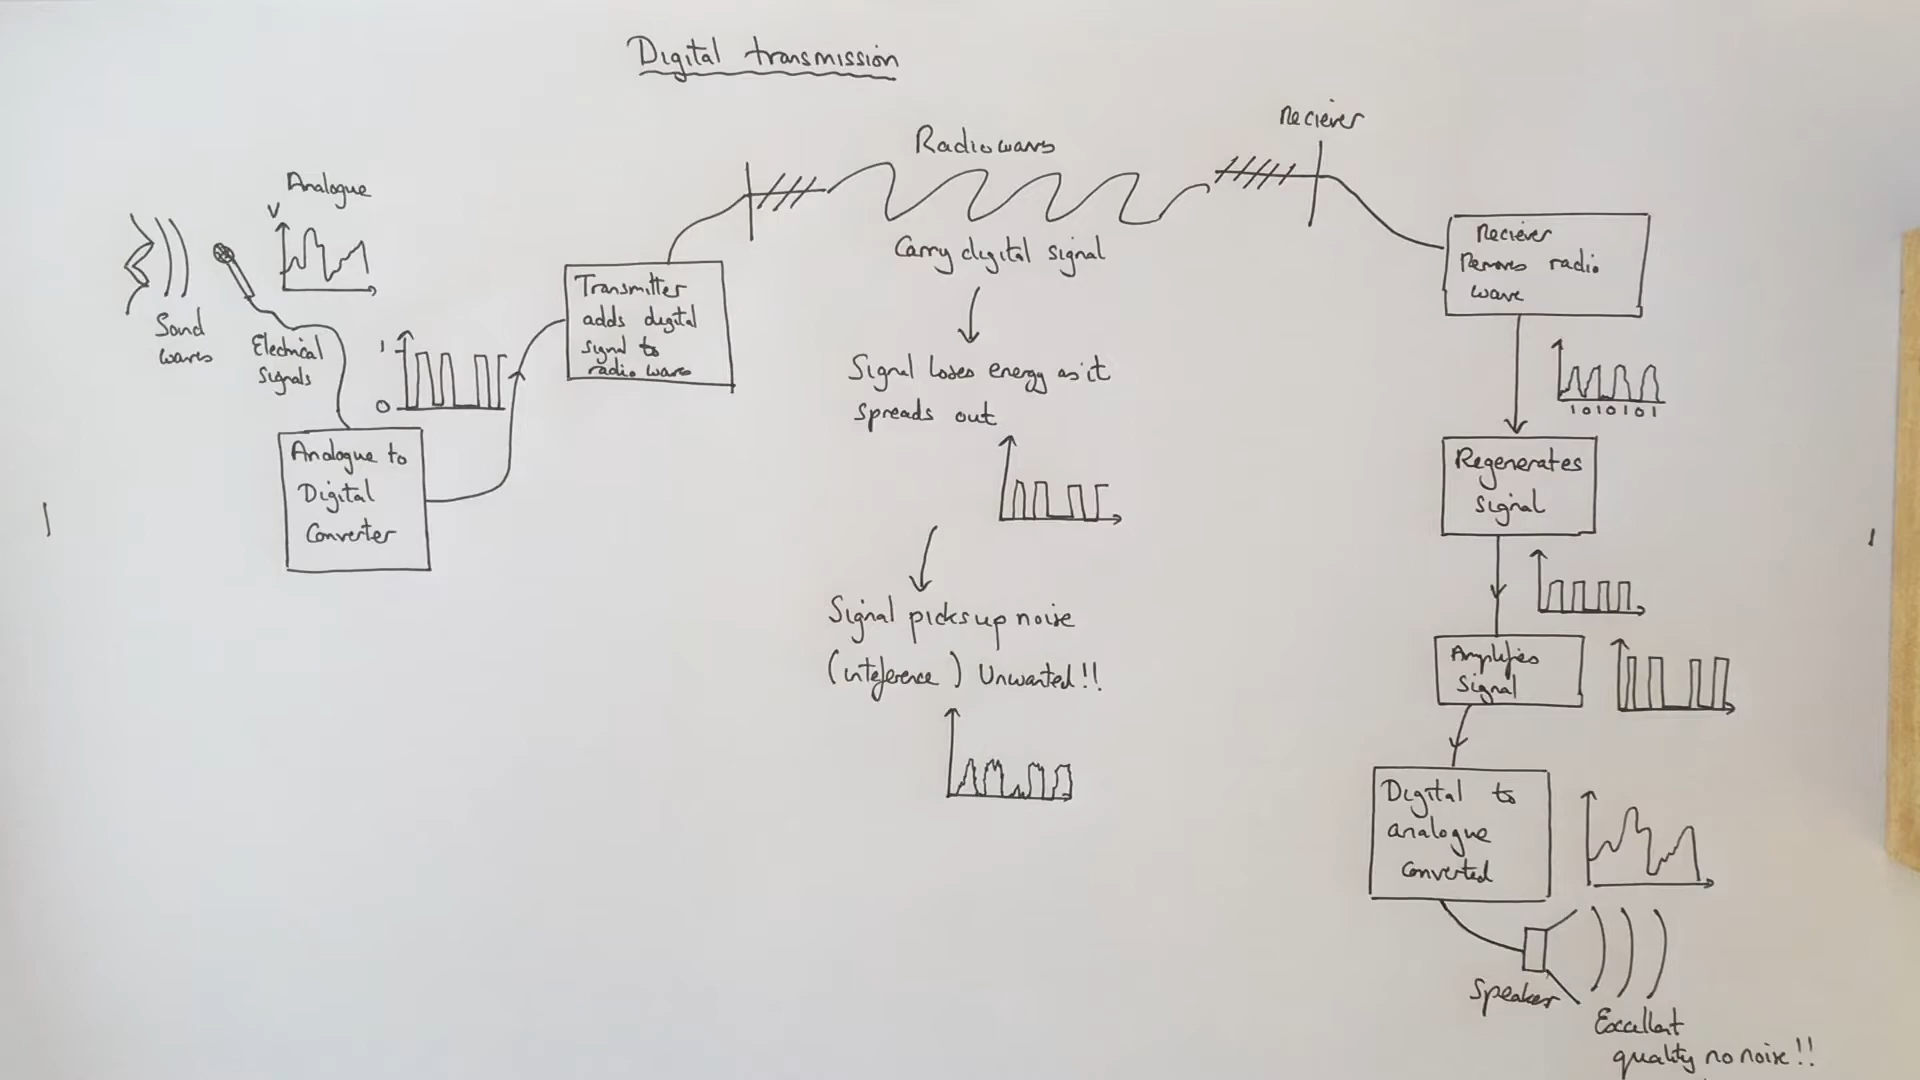 Digital transmission
Analogue
V
Sound
waves
Electrical
Signals
1
0
Analogue to
Digital
Converter
Transmitter
adds digital
signal to
radio waves
Radiowaves
Carry digital signal
Signal loses energy as it
spreads out
Signal picks up noise
(inteference) Unwanted!!
Reciever
Reciever
Removes radio
wave
1010101
Regenerates
Signal
Amplifies
Signal
Digital to
analogue
Converted
Speaker
Excellent
quality no noise!!